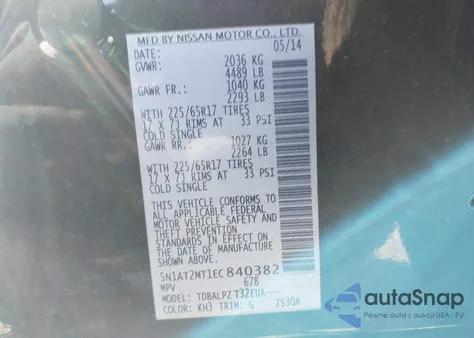 MFD BY NISSAN MOTOR CO., LTD.
DATE: 05/14
GVWR: 2036 KG
4489 LB
GAWR FR.: 1040 KG
2293 LB
WITH 225/65R17 TIRES
17 X 7J RIMS AT 33 PSI
COLD SINGLE
GAWR RR.: 1027 KG
2264 LB
WITH 225/65R17 TIRES
17 X 7J RIMS AT 33 PSI
COLD SINGLE
THIS VEHICLE CONFORMS TO
ALL APPLICABLE FEDERAL
MOTOR VEHICLE SAFETY AND
THEFT PREVENTION
STANDARDS IN EFFECT ON
THE DATE OF MANUFACTURE
SHOWN ABOVE.
5N1AT2MT1EC840382
MPV 678
MODEL: TDBALPZ T32EUA---
COLOR: KH3 TRIM: G ZS30A
autoSnap
Pewne auta z USA i EU